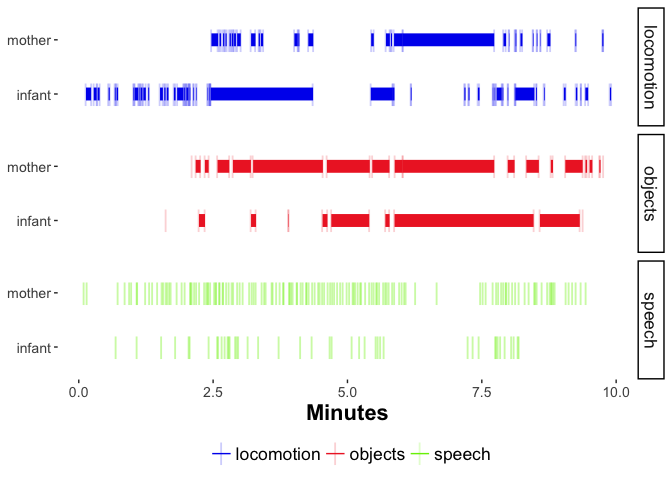 mother
infant
locomotion
mother
infant
objects
mother
infant
speech
0.0 2.5 5.0 7.5 10.0
Minutes
locomotion objects speech